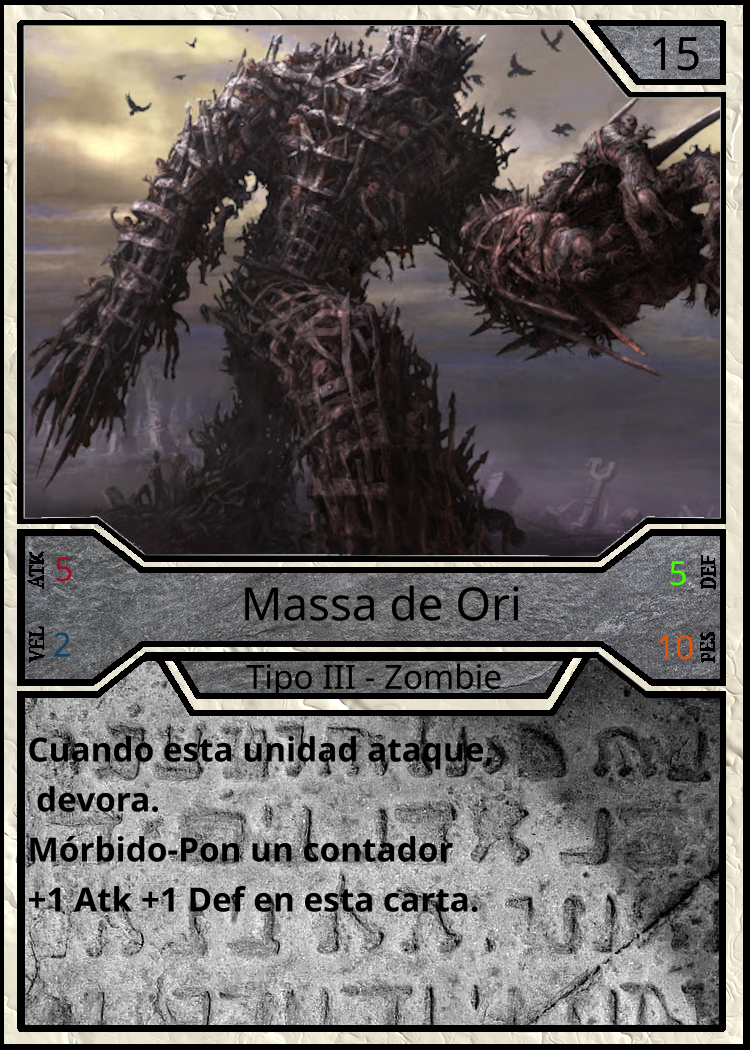 15
ATK 5
5 DEF
Massa de Ori
VEL 2
10 PES
Tipo III - Zombie
Cuando esta unidad ataque,
devora.
Mórbido-Pon un contador
+1 Atk +1 Def en esta carta.